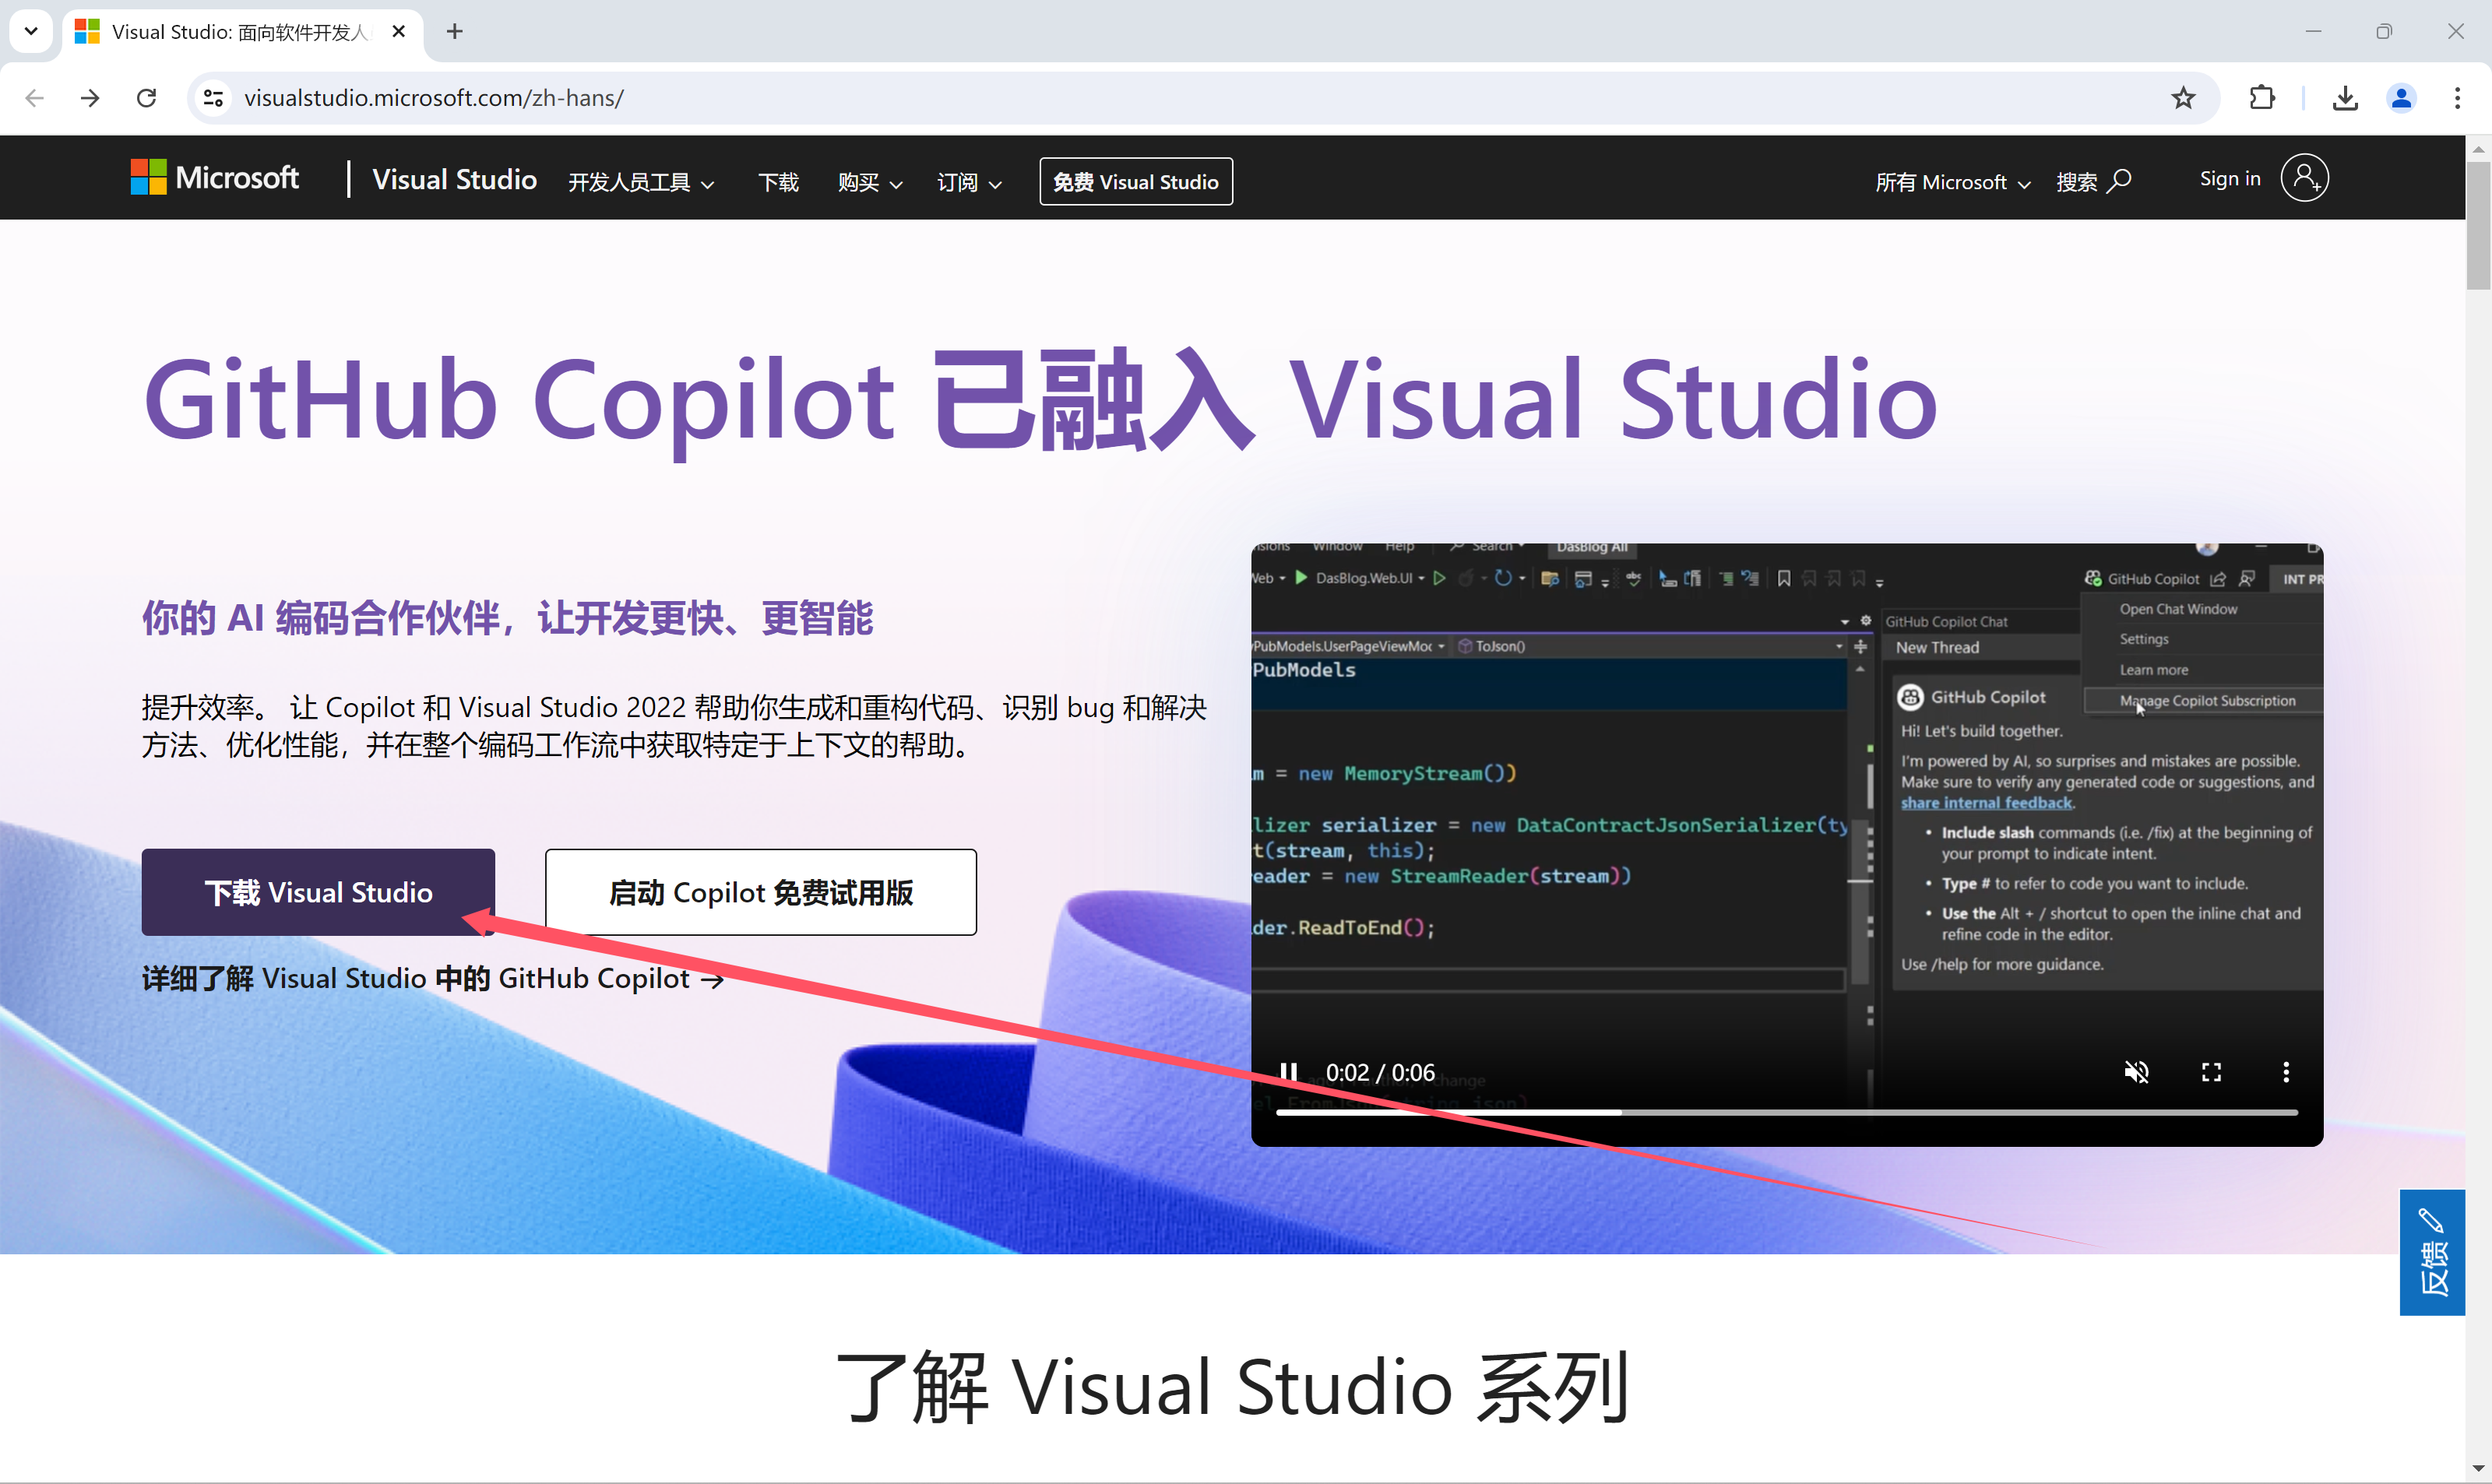 Visual Studio: 面向软件开发人
visualstudio.microsoft.com/zh-hans/
Microsoft
Visual Studio
开发人员工具
下载
购买
订阅
免费 Visual Studio
所有 Microsoft
搜索
Sign in
GitHub Copilot 已融入 Visual Studio
你的 AI 编码合作伙伴，让开发更快、更智能
提升效率。 让 Copilot 和 Visual Studio 2022 帮助你生成和重构代码、识别 bug 和解决
方法、优化性能，并在整个编码工作流中获取特定于上下文的帮助。
下载 Visual Studio
启动 Copilot 免费试用版
详细了解 Visual Studio 中的 GitHub Copilot →
Window Help Search DasBlog All
DasBlog.Web.UI
GitHub Copilot
INT PR
Open Chat Window
Settings
Learn more
Manage Copilot Subscription
PubModels.UserPageViewMoc
ToJson()
PubModels
= new MemoryStream())
serializer = new DataContractJsonSerializer(ty
t(stream, this);
eader = new StreamReader(stream))
der.ReadToEnd();
GitHub Copilot Chat
New Thread
GitHub Copilot
Hi! Let's build together.
I'm powered by AI, so surprises and mistakes are possible.
Make sure to verify any generated code or suggestions, and
share internal feedback.
• Include slash commands (i.e. /fix) at the beginning of
your prompt to indicate intent.
• Type # to refer to code you want to include.
• Use the Alt + / shortcut to open the inline chat and
refine code in the editor.
Use /help for more guidance.
0:02 / 0:06
反馈
了解 Visual Studio 系列